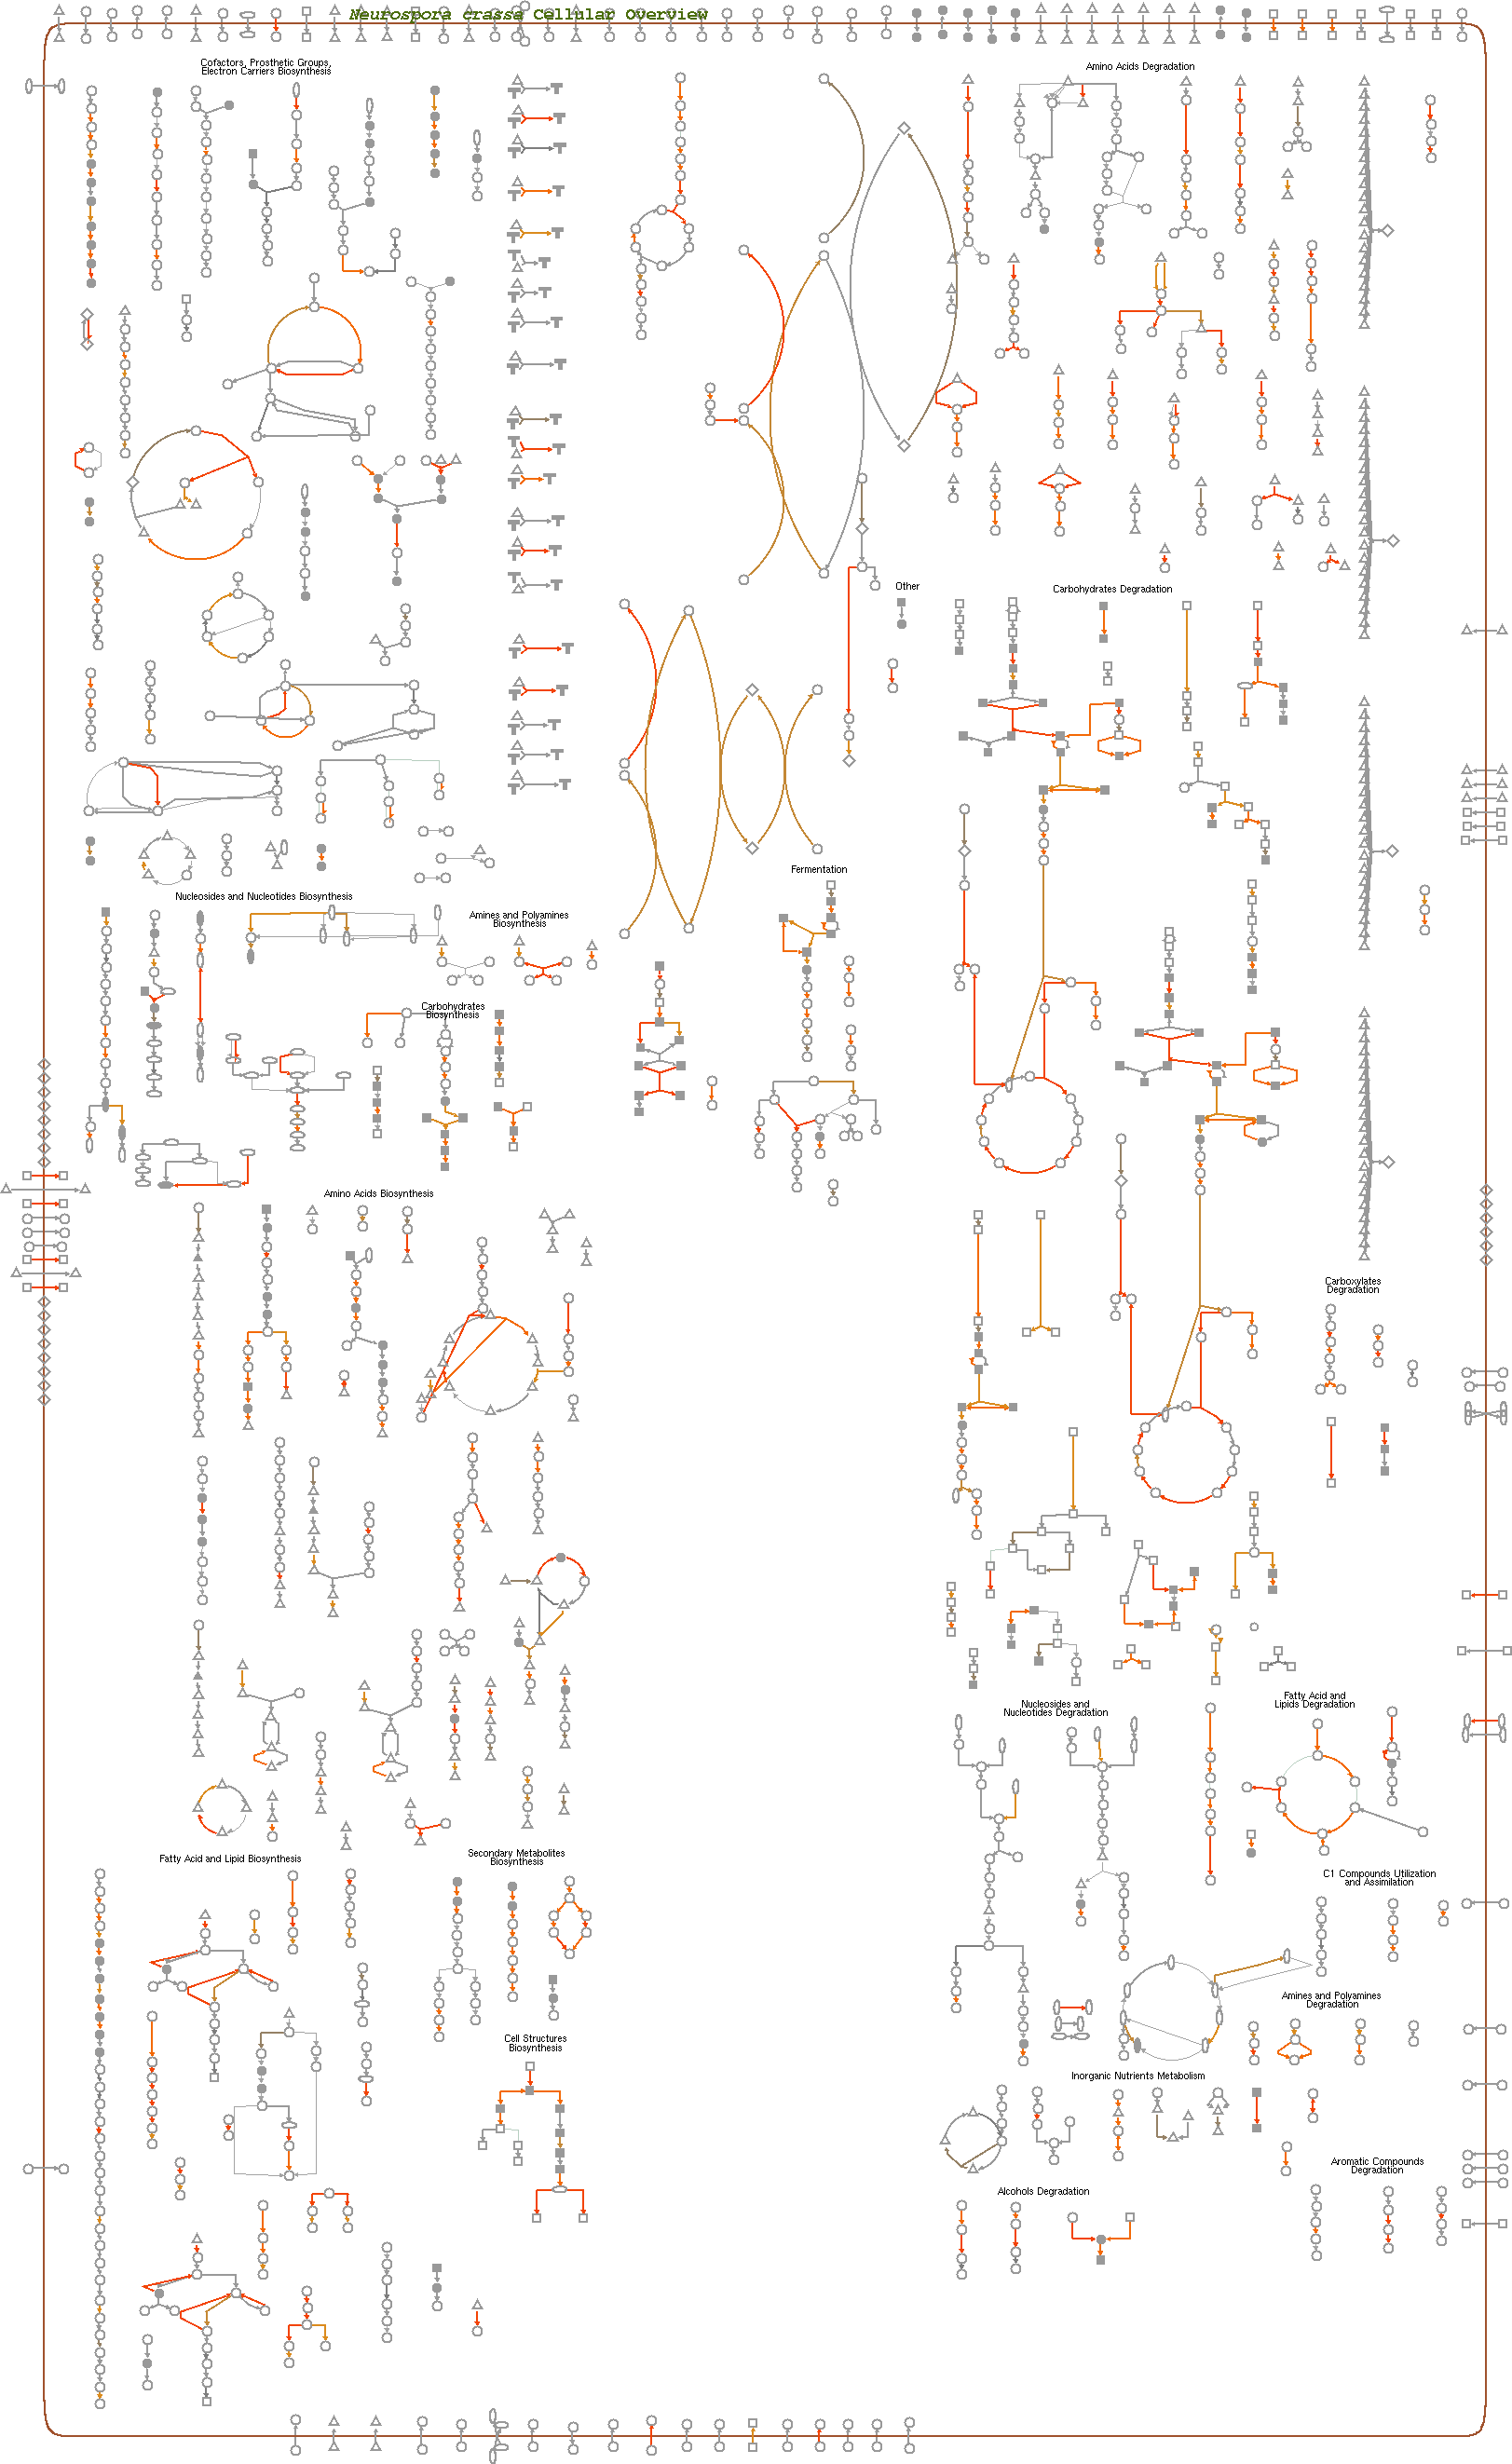 Neurospora crassa Cellular Overview
Cofactors, Prosthetic Groups,
Electron Carriers Biosynthesis
Amino Acids Degradation
Other
Carbohydrates Degradation
Fermentation
Nucleosides and Nucleotides Biosynthesis
Amines and Polyamines
Biosynthesis
Carbohydrates
Biosynthesis
Amino Acids Biosynthesis
Carboxylates
Degradation
Nucleosides and
Nucleotides Degradation
Fatty Acid and
Lipids Degradation
Fatty Acid and Lipid Biosynthesis
Secondary Metabolites
Biosynthesis
C1 Compounds Utilization
and Assimilation
Amines and Polyamines
Degradation
Cell Structures
Biosynthesis
Inorganic Nutrients Metabolism
Aromatic Compounds
Degradation
Alcohols Degradation